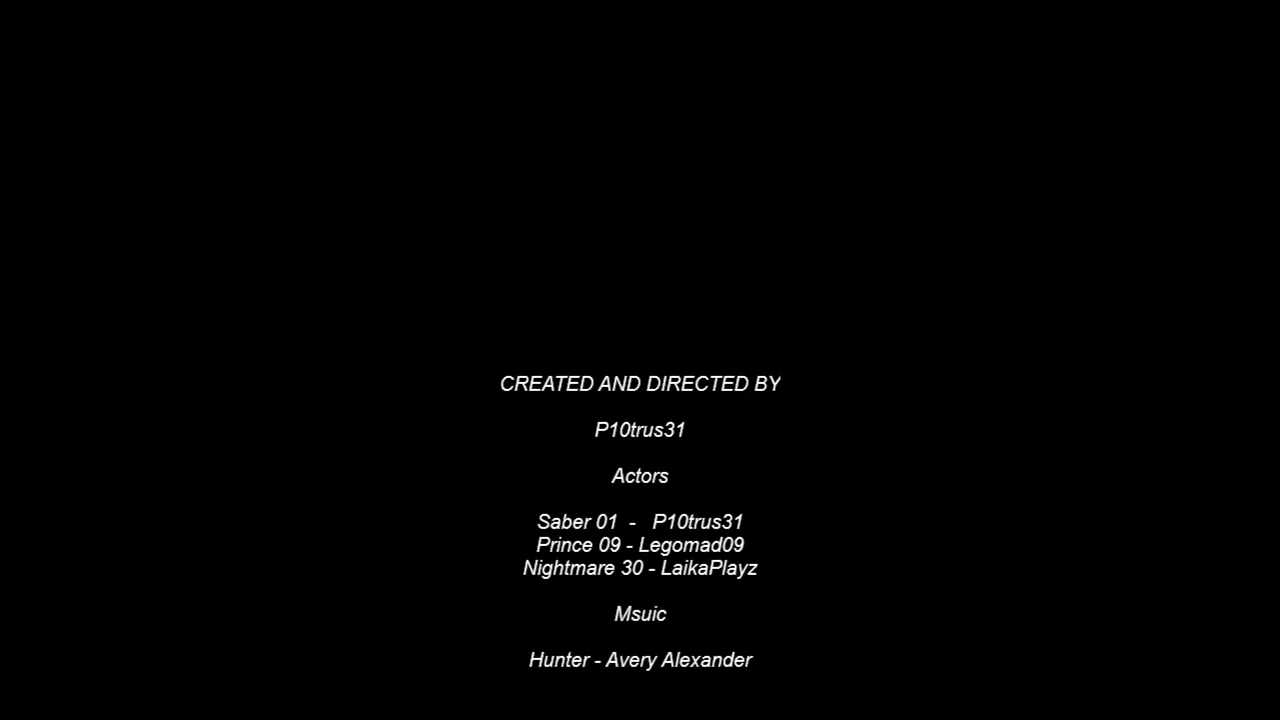 CREATED AND DIRECTED BY
P10trus31
Actors
Saber 01 - P10trus31
Prince 09 - Legomad09
Nightmare 30 - LaikaPlayz
Msuic
Hunter - Avery Alexander